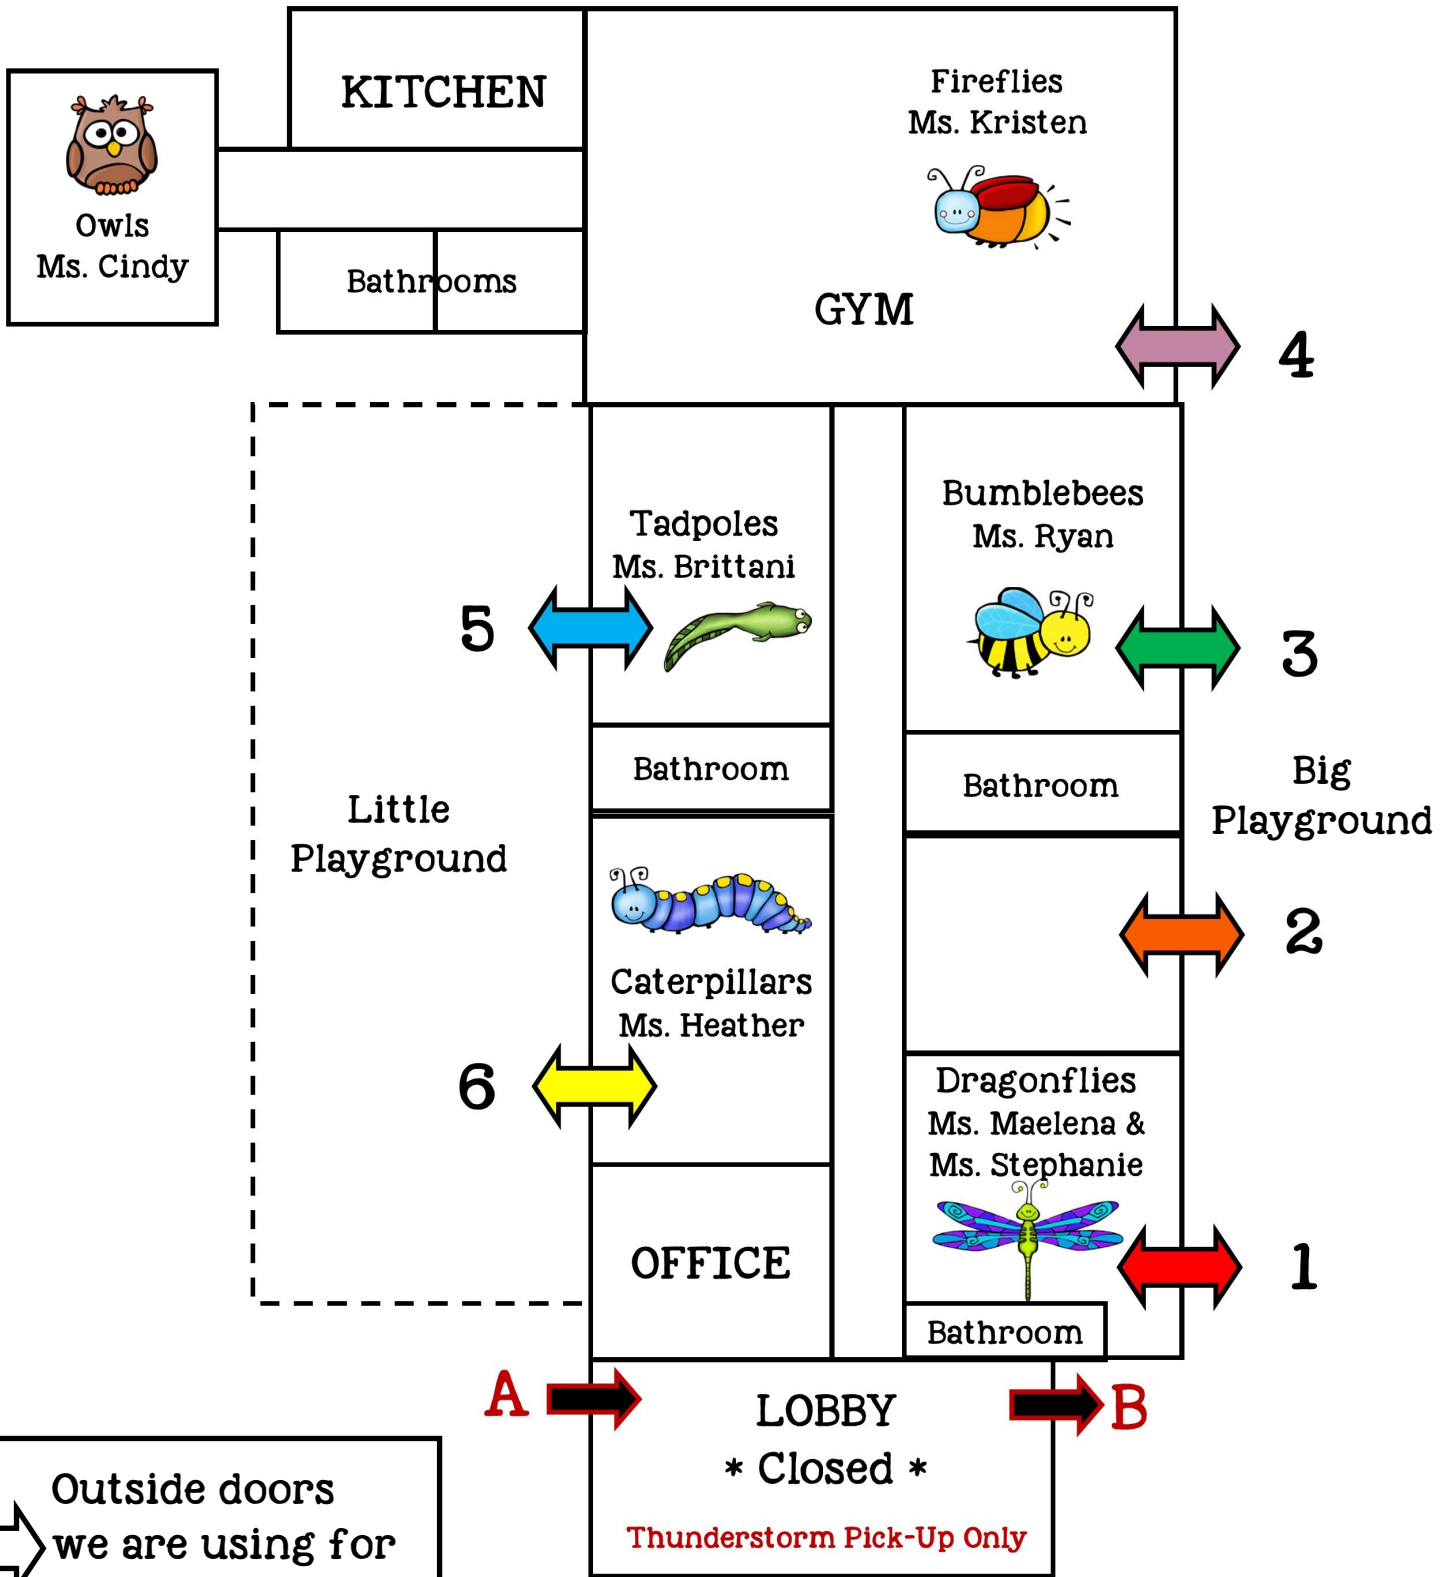 KITCHEN
Fireflies
Ms. Kristen
Owls
Ms. Cindy
Bathrooms
GYM
4
Tadpoles
Ms. Brittani
Bumblebees
Ms. Ryan
5
3
Bathroom
Bathroom
Little
Playground
Big
Playground
2
Caterpillars
Ms. Heather
6
Dragonflies
Ms. Maelena &
Ms. Stephanie
OFFICE
1
Bathroom
A
B
LOBBY
* Closed *
Thunderstorm Pick-Up Only
Outside doors
we are using for